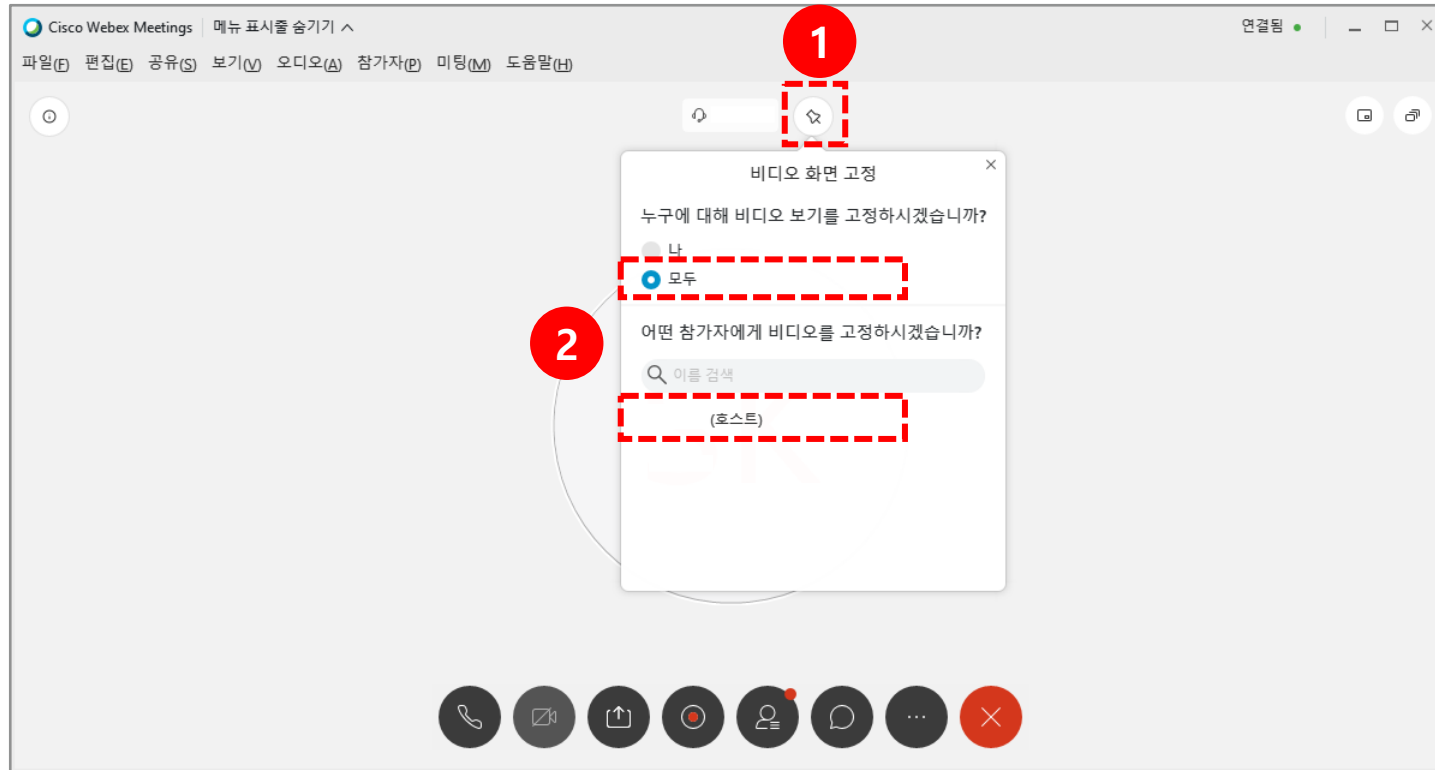 Cisco Webex Meetings 메뉴 표시줄 숨기기 연결됨
파일(F) 편집(E) 공유(S) 보기(V) 오디오(A) 참가자(P) 미팅(M) 도움말(H)
1
비디오 화면 고정
누구에 대해 비디오 보기를 고정하시겠습니까?
나
모두
2
어떤 참가자에게 비디오를 고정하시겠습니까?
이름 검색
(호스트)